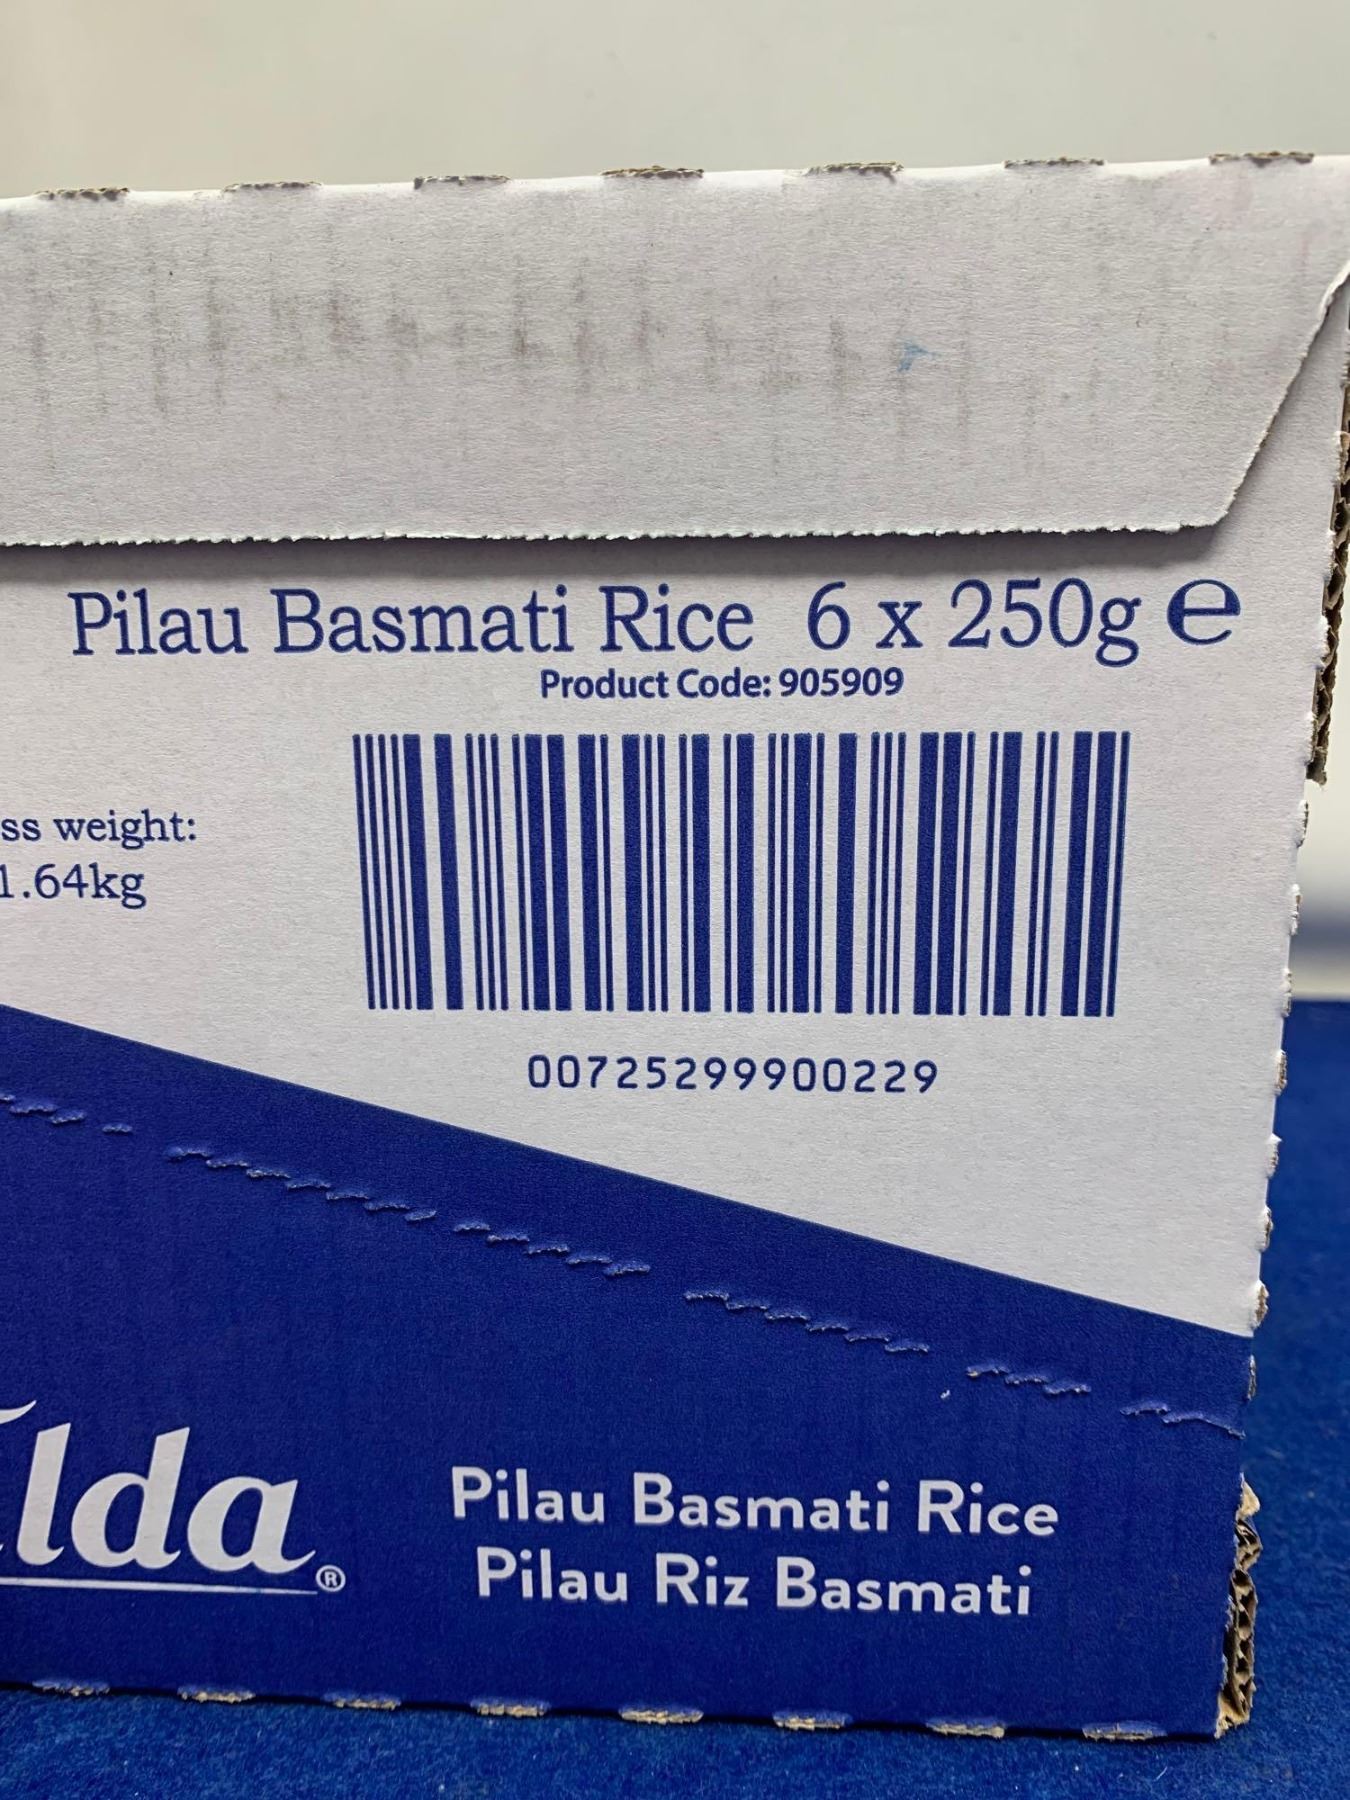 Pilau Basmati Rice 6 x 250g ℮
Product Code: 905909
ss weight:
1.64kg
00725299900229
lda®
Pilau Basmati Rice
Pilau Riz Basmati